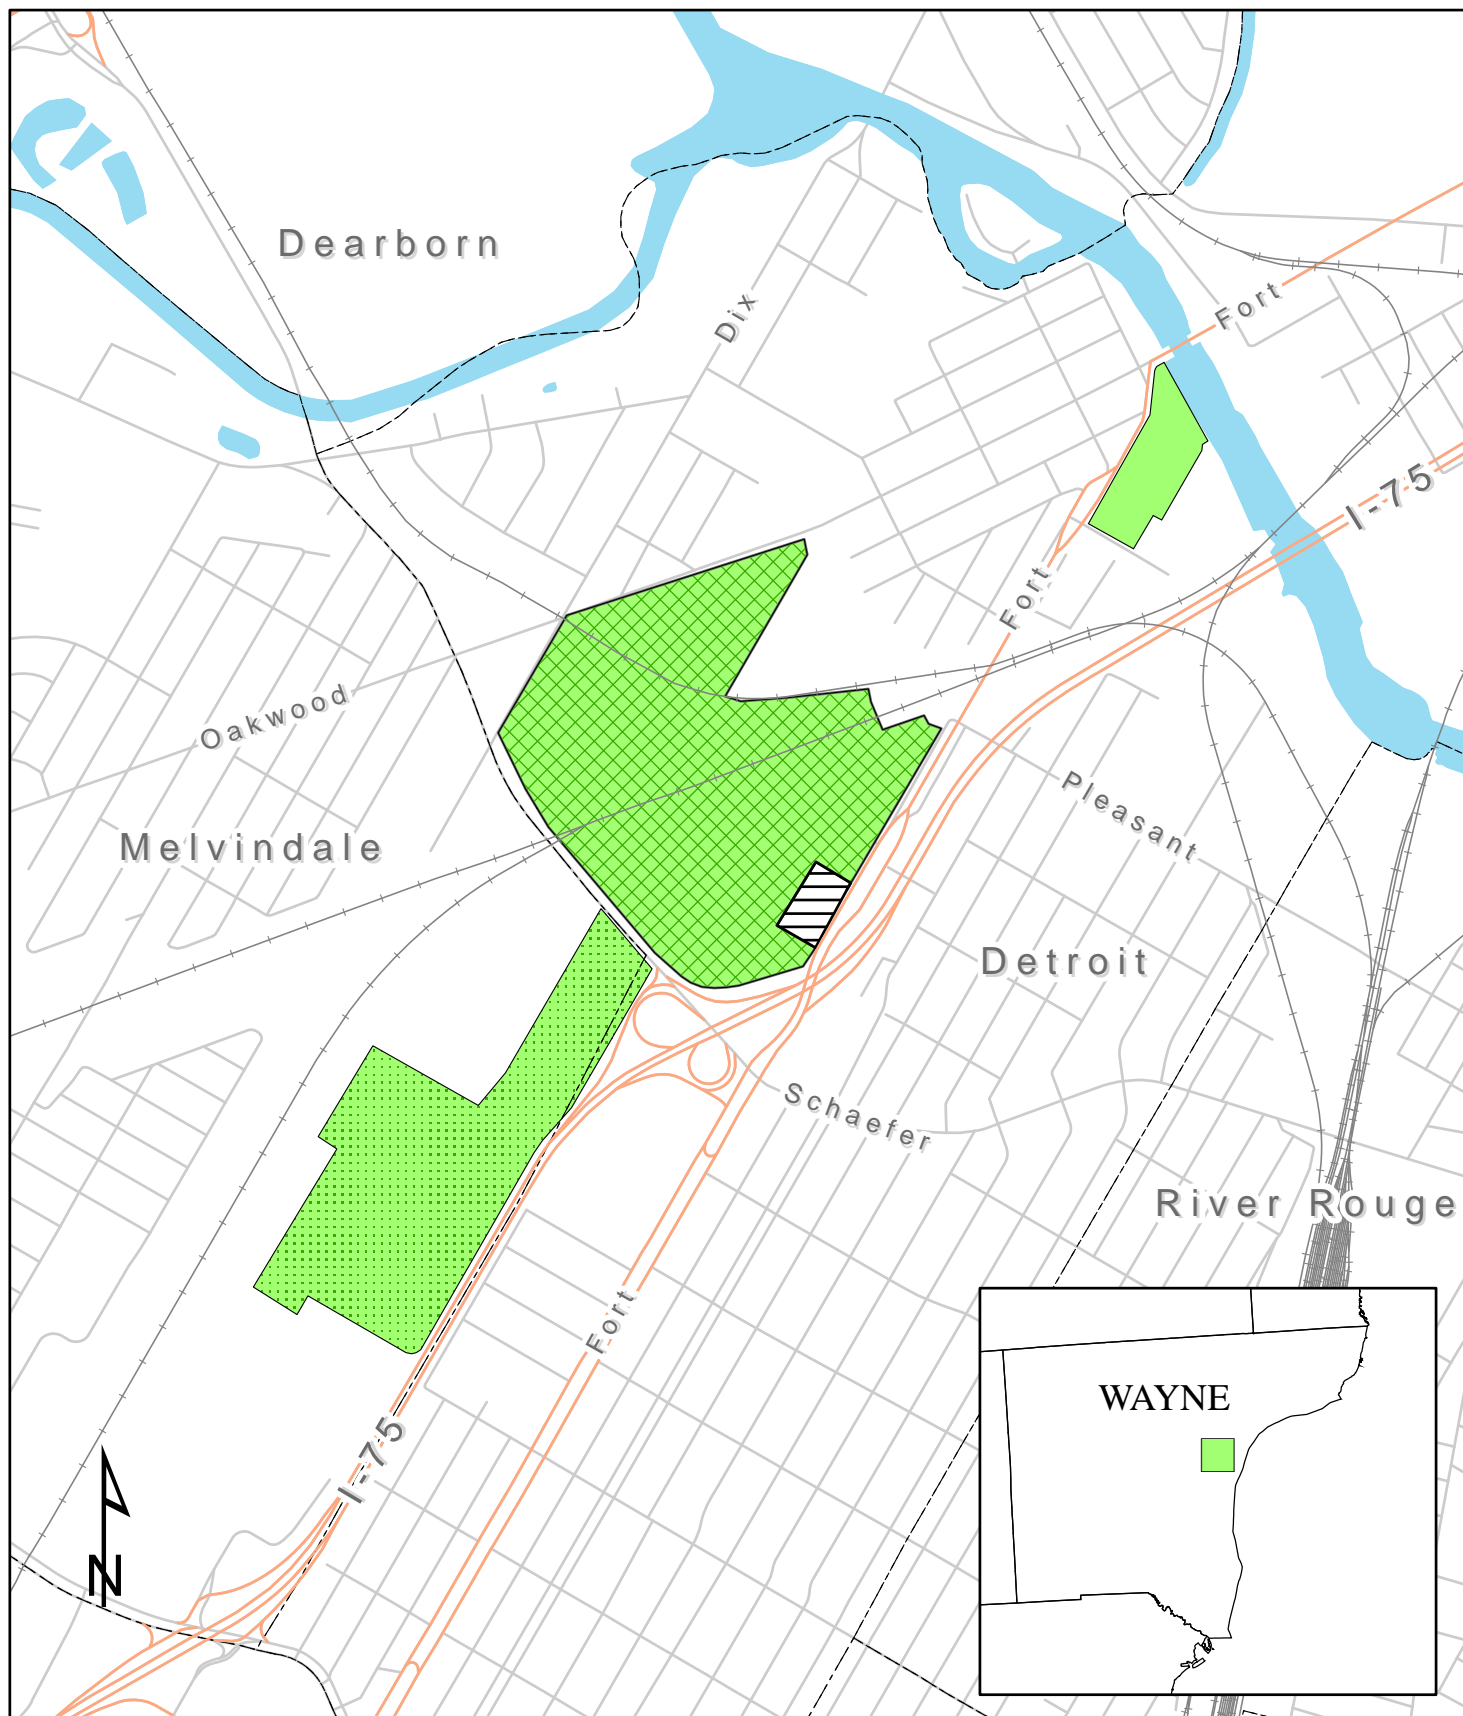 Dearborn
Dix
Fort
I-75
Fort
Oakwood
Pleasant
Melvindale
Detroit
Schaefer
River Rouge
Fort
WAYNE
I-75
N